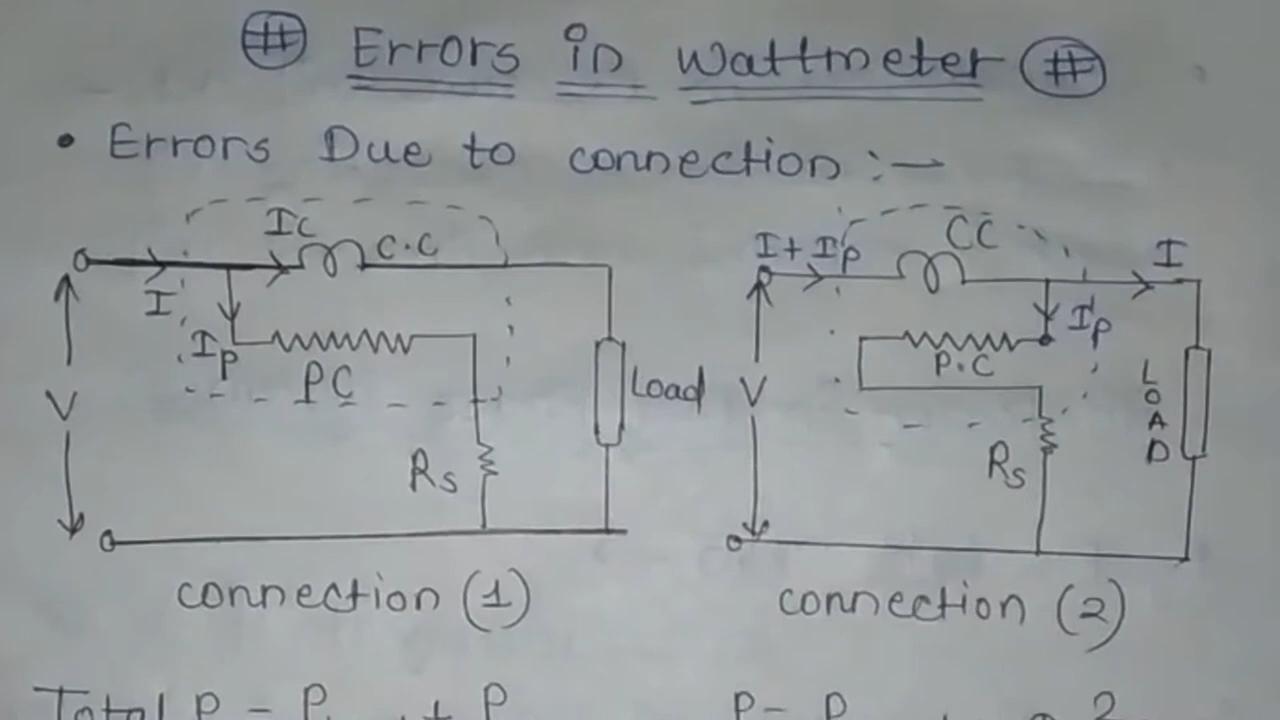 # Errors in Wattmeter #
• Errors Due to connection :-
Ic
C.C
I
Ip
PC
V
Load
Rs
connection (1)
I + Ip
CC
I
Ip
P.C
V
LOAD
Rs
connection (2)
Total P